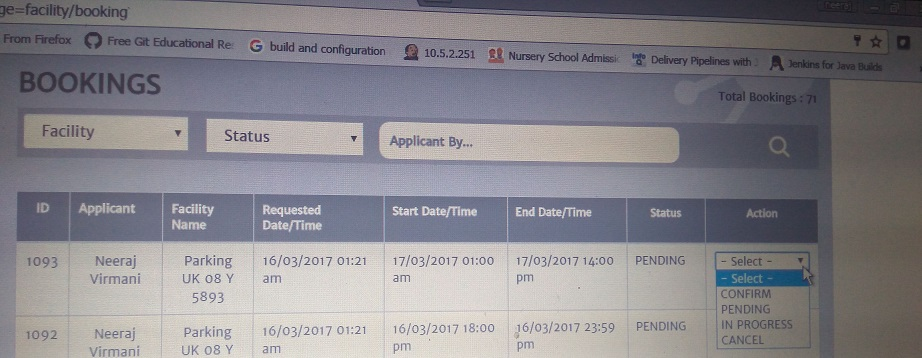 ge=facility/booking
From Firefox Free Git Educational Re: build and configuration 10.5.2.251 Nursery School Admissi Delivery Pipelines with Jenkins for Java Builds
BOOKINGS
Total Bookings : 71
Facility Status Applicant By...
ID Applicant Facility Name Requested Date/Time Start Date/Time End Date/Time Status Action
1093 Neeraj Virmani Parking UK 08 Y 5893 16/03/2017 01:21 am 17/03/2017 01:00 am 17/03/2017 14:00 pm PENDING - Select -
- Select -
CONFIRM
PENDING
IN PROGRESS
CANCEL
1092 Neeraj Virmani Parking UK 08 Y 16/03/2017 01:21 am 16/03/2017 18:00 pm 16/03/2017 23:59 pm PENDING